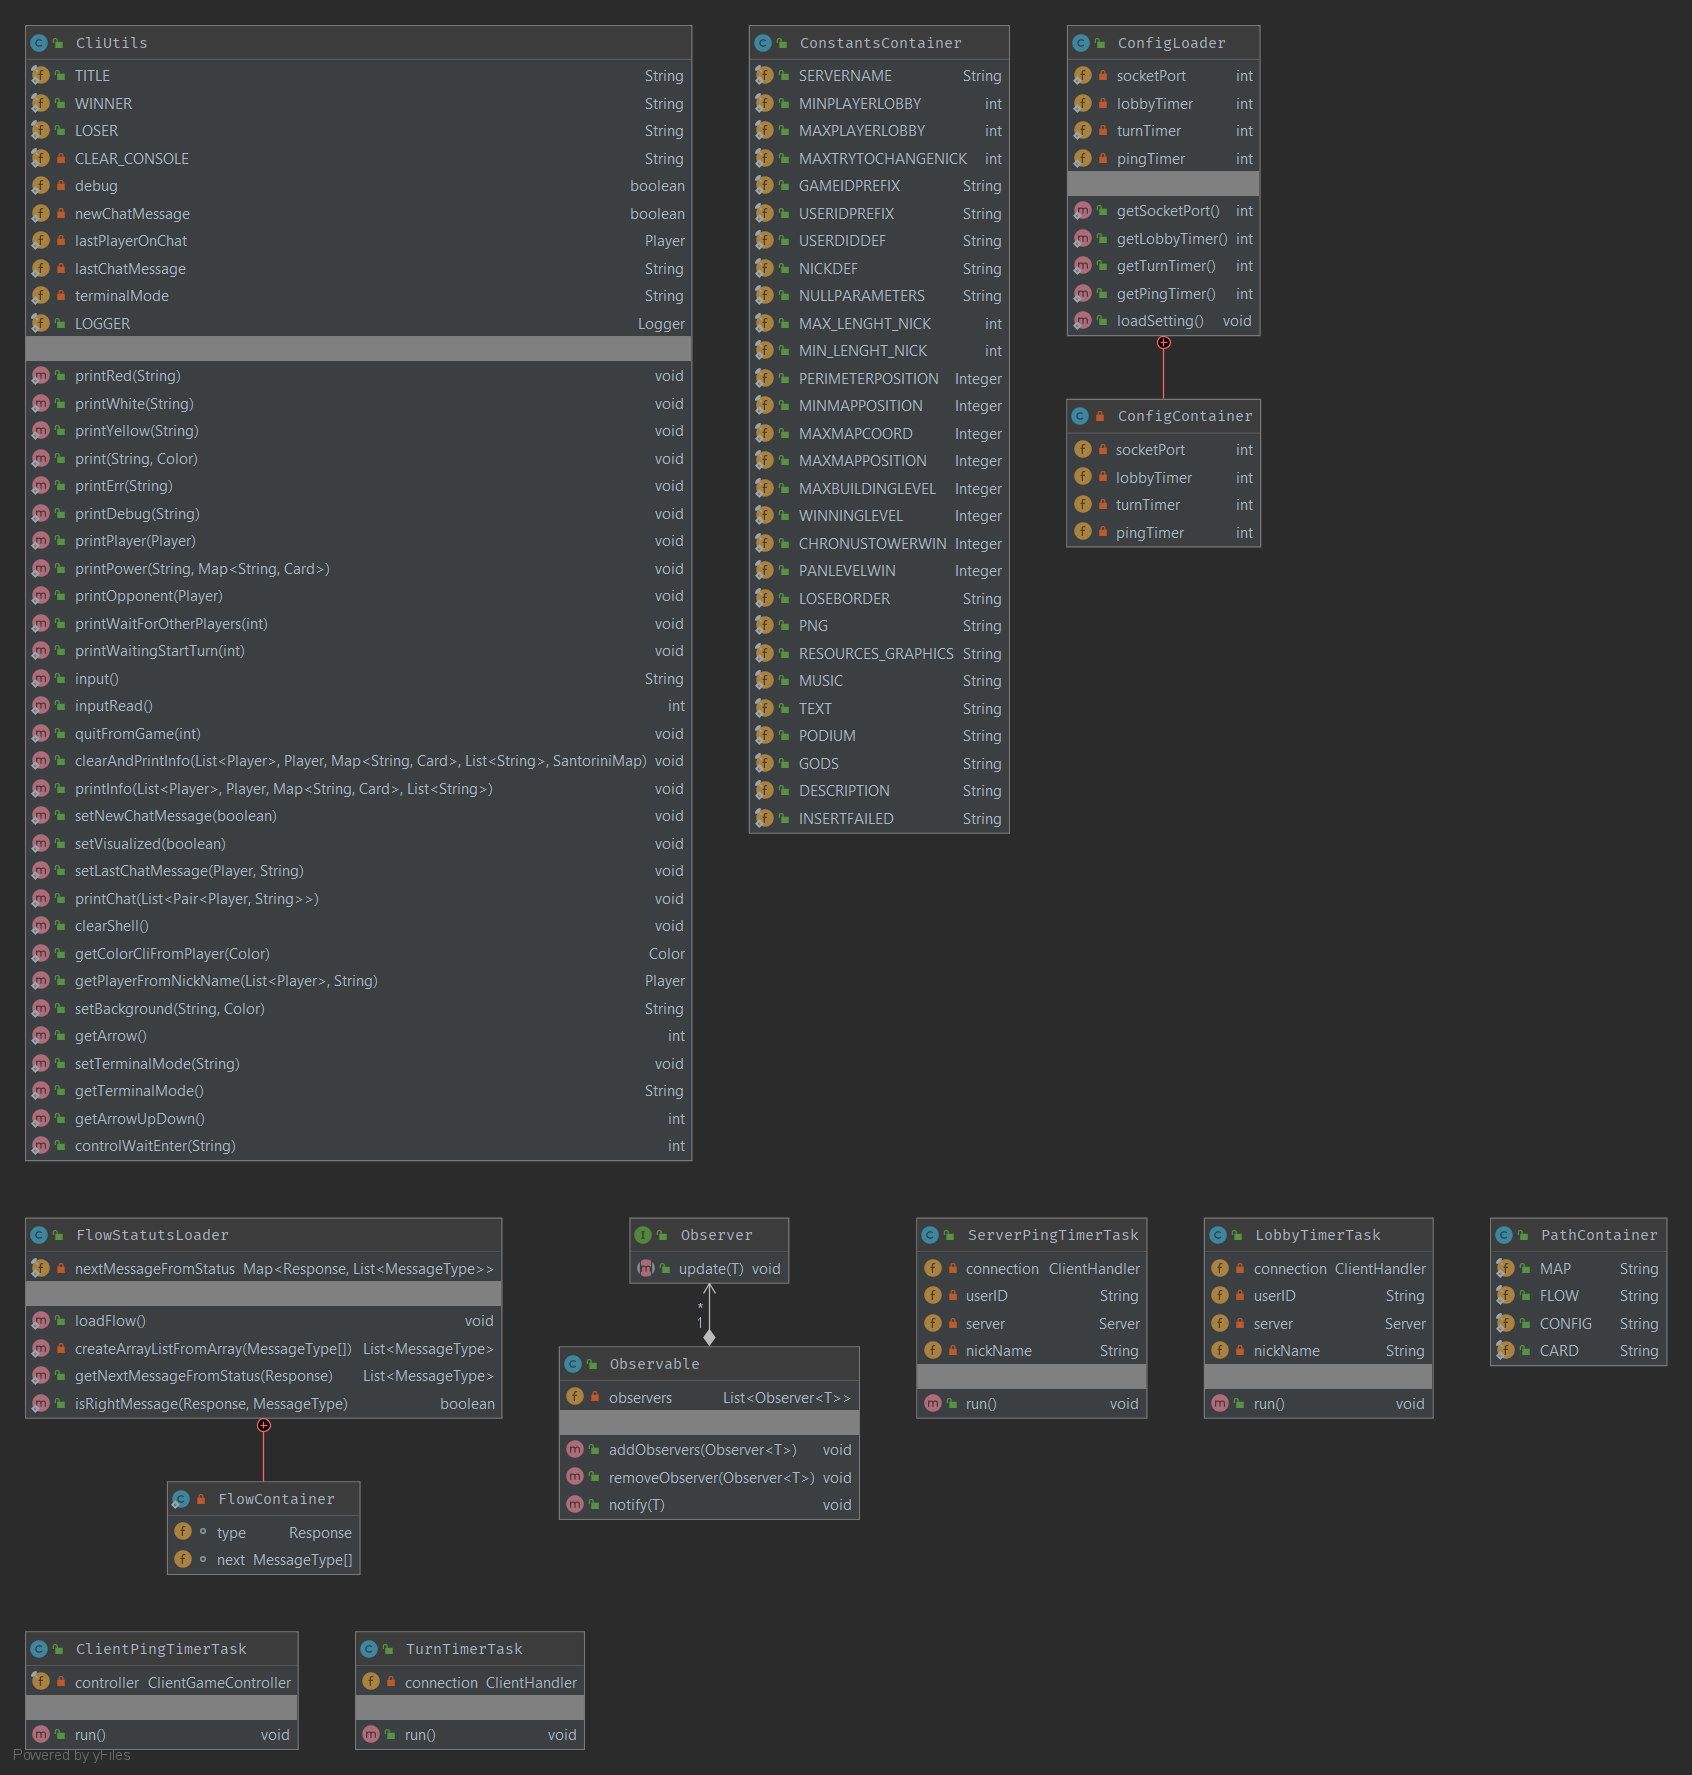 CliUtils
TITLE String
WINNER String
LOSER String
CLEAR_CONSOLE String
debug boolean
newChatMessage boolean
lastPlayerOnChat Player
lastChatMessage String
terminalMode String
LOGGER Logger
printRed(String) void
printWhite(String) void
printYellow(String) void
print(String, Color) void
printErr(String) void
printDebug(String) void
printPlayer(Player) void
printPower(String, Map<String, Card>) void
printOpponent(Player) void
printWaitForOtherPlayers(int) void
printWaitingStartTurn(int) void
input() String
inputRead() int
quitFromGame(int) void
clearAndPrintInfo(List<Player>, Player, Map<String, Card>, List<String>, SantoriniMap) void
printInfo(List<Player>, Player, Map<String, Card>, List<String>) void
setNewChatMessage(boolean) void
setVisualized(boolean) void
setLastChatMessage(Player, String) void
printChat(List<Pair<Player, String>>) void
clearShell() void
getColorCliFromPlayer(Color) Color
getPlayerFromNickName(List<Player>, String) Player
setBackground(String, Color) String
getArrow() int
setTerminalMode(String) void
getTerminalMode() String
getArrowUpDown() int
controlWaitEnter(String) int
ConstantsContainer
SERVERNAME String
MINPLAYERLOBBY int
MAXPLAYERLOBBY int
MAXTRYTOCHANGENICK int
GAMEIDPREFIX String
USERIDPREFIX String
USERDIDDEF String
NICKDEF String
NULLPARAMETERS String
MAX_LENGHT_NICK int
MIN_LENGHT_NICK int
PERIMETERPOSITION Integer
MINMAPPOSITION Integer
MAXMAPCOORD Integer
MAXMAPPOSITION Integer
MAXBUILDINGLEVEL Integer
WINNINGLEVEL Integer
CHRONUSTOWERWIN Integer
PANLEVELWIN Integer
LOSEBORDER String
PNG String
RESOURCES_GRAPHICS String
MUSIC String
TEXT String
PODIUM String
GODS String
DESCRIPTION String
INSERTFAILED String
ConfigLoader
socketPort int
lobbyTimer int
turnTimer int
pingTimer int
getSocketPort() int
getLobbyTimer() int
getTurnTimer() int
getPingTimer() int
loadSetting() void
ConfigContainer
socketPort int
lobbyTimer int
turnTimer int
pingTimer int
FlowStatutsLoader
nextMessageFromStatus Map<Response, List<MessageType>>
loadFlow() void
createArrayListFromArray(MessageType[]) List<MessageType>
getNextMessageFromStatus(Response) List<MessageType>
isRightMessage(Response, MessageType) boolean
FlowContainer
type Response
next MessageType[]
Observer
update(T) void
*
1
Observable
observers List<Observer<T>>
addObservers(Observer<T>) void
removeObserver(Observer<T>) void
notify(T) void
ServerPingTimerTask
connection ClientHandler
userID String
server Server
nickName String
run() void
LobbyTimerTask
connection ClientHandler
userID String
server Server
nickName String
run() void
PathContainer
MAP String
FLOW String
CONFIG String
CARD String
ClientPingTimerTask
controller ClientGameController
run() void
TurnTimerTask
connection ClientHandler
run() void
Powered by yFiles